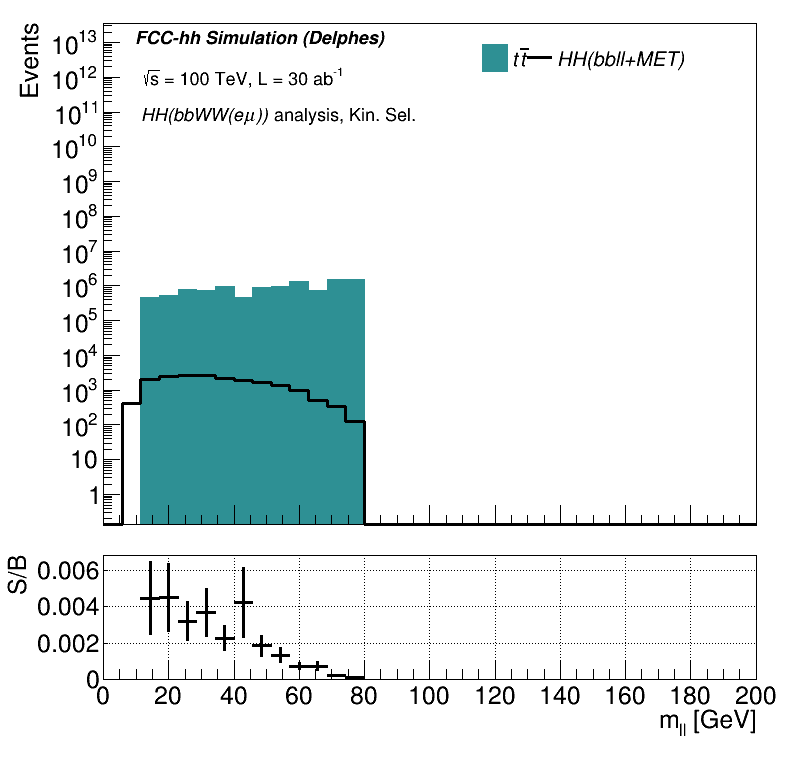 FCC-hh Simulation (Delphes)
√s = 100 TeV, L = 30 ab⁻¹
HH(bbWW(eμ)) analysis, Kin. Sel.
tt̅ HH(bbll+MET)
Events
10¹³
10¹²
10¹¹
10¹⁰
10⁹
10⁸
10⁷
10⁶
10⁵
10⁴
10³
10²
10
1
S/B
0.006
0.004
0.002
0
0 20 40 60 80 100 120 140 160 180 200
m_ll [GeV]